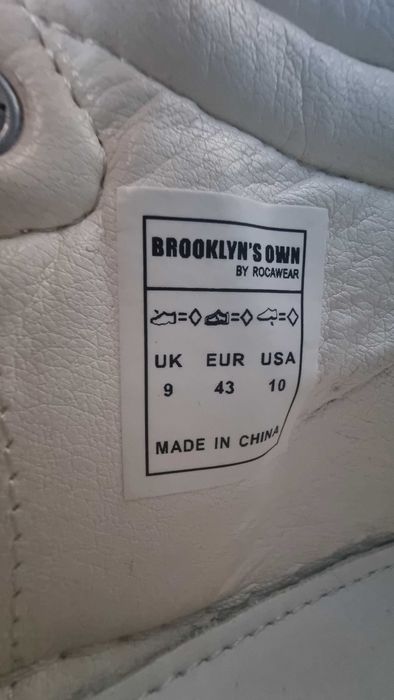 BROOKLYN'S OWN
BY ROCAWEAR
UK EUR USA
9 43 10
MADE IN CHINA